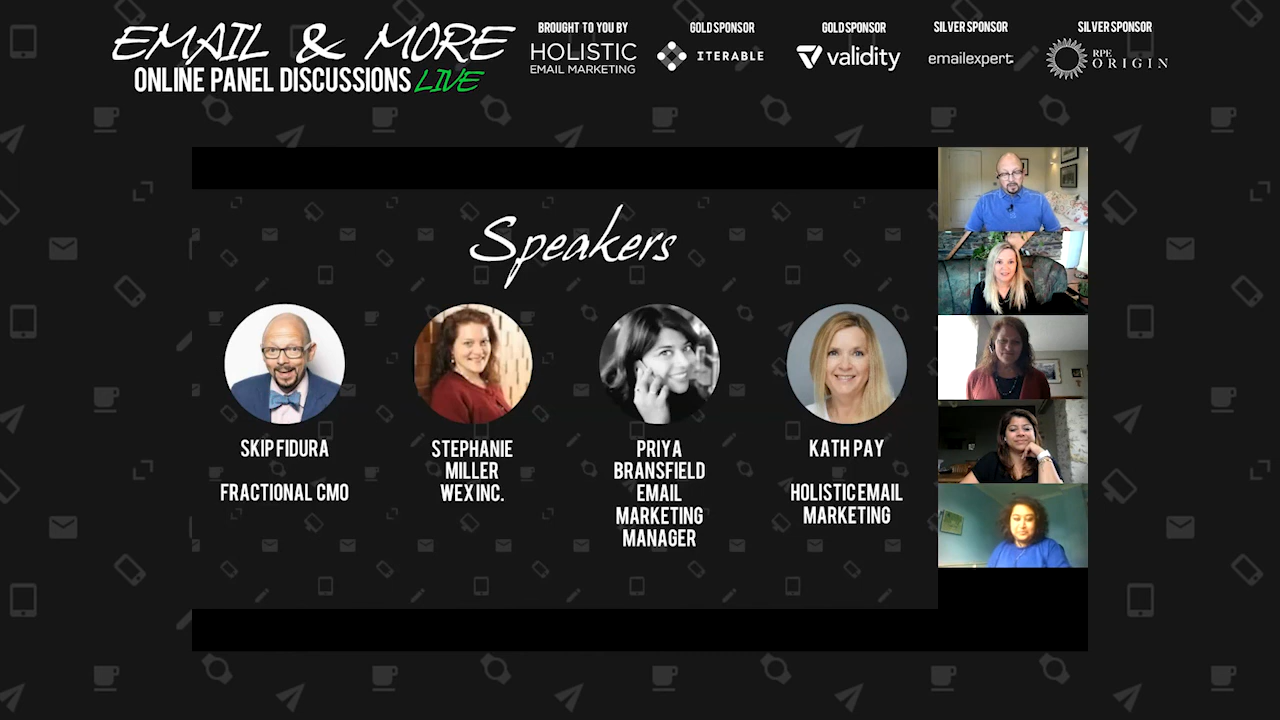 EMAIL & MORE
ONLINE PANEL DISCUSSIONS LIVE
BROUGHT TO YOU BY
HOLISTIC
EMAIL MARKETING
GOLD SPONSOR
ITERABLE
GOLD SPONSOR
validity
SILVER SPONSOR
emailexpert
SILVER SPONSOR
RPE
ORIGIN
Speakers
SKIP FIDURA
FRACTIONAL CMO
STEPHANIE
MILLER
WEX INC.
PRIYA
BRANSFIELD
EMAIL
MARKETING
MANAGER
KATH PAY
HOLISTIC EMAIL
MARKETING